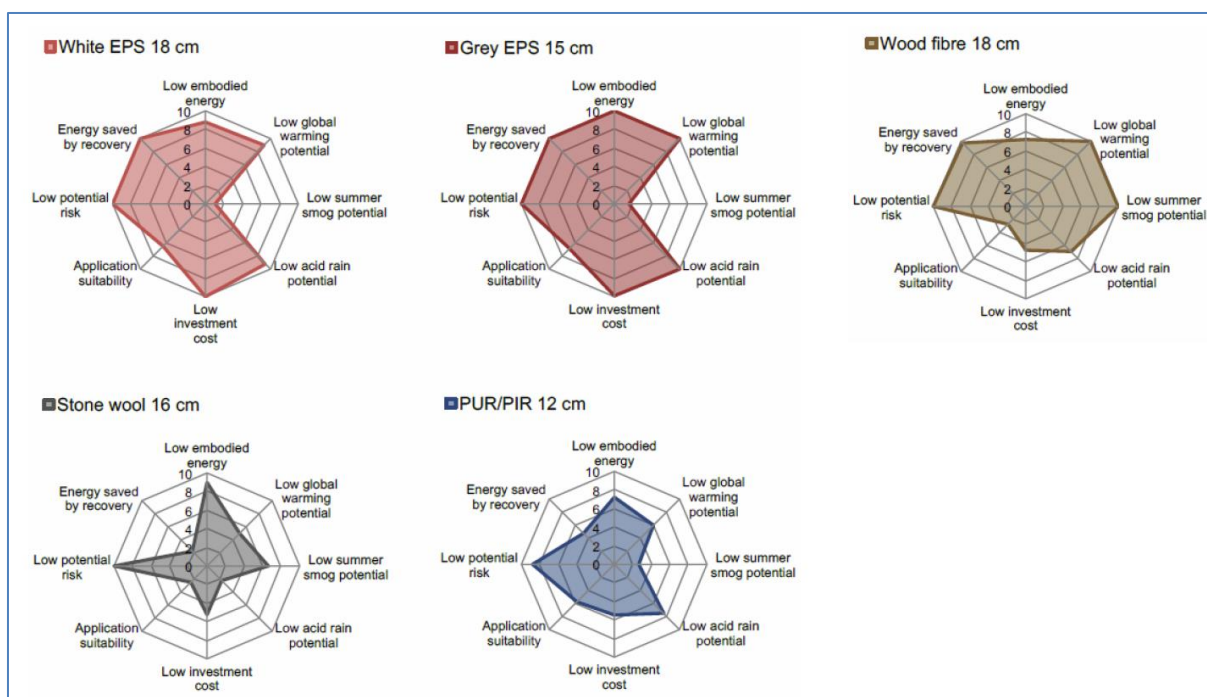 White EPS 18 cm
Low embodied
energy
10
8
6
4
2
0
Low global
warming
potential
Low summer
smog potential
Low acid rain
potential
Low
investment
cost
Application
suitability
Low potential
risk
Energy saved
by recovery
Grey EPS 15 cm
Low embodied
energy
10
8
6
4
2
0
Low global
warming
potential
Low summer
smog potential
Low acid rain
potential
Low investment
cost
Application
suitability
Low potential
risk
Energy saved
by recovery
Wood fibre 18 cm
Low embodied
energy
10
8
6
4
2
0
Low global
warming
potential
Low summer
smog potential
Low acid rain
potential
Low investment
cost
Application
suitability
Low potential
risk
Energy saved
by recovery
Stone wool 16 cm
Low embodied
energy
10
8
6
4
2
0
Low global
warming
potential
Low summer
smog potential
Low acid rain
potential
Low investment
cost
Application
suitability
Low potential
risk
Energy saved
by recovery
PUR/PIR 12 cm
Low embodied
energy
10
8
6
4
2
0
Low global
warming
potential
Low summer
smog potential
Low acid rain
potential
Low investment
cost
Application
suitability
Low potential
risk
Energy saved
by recovery